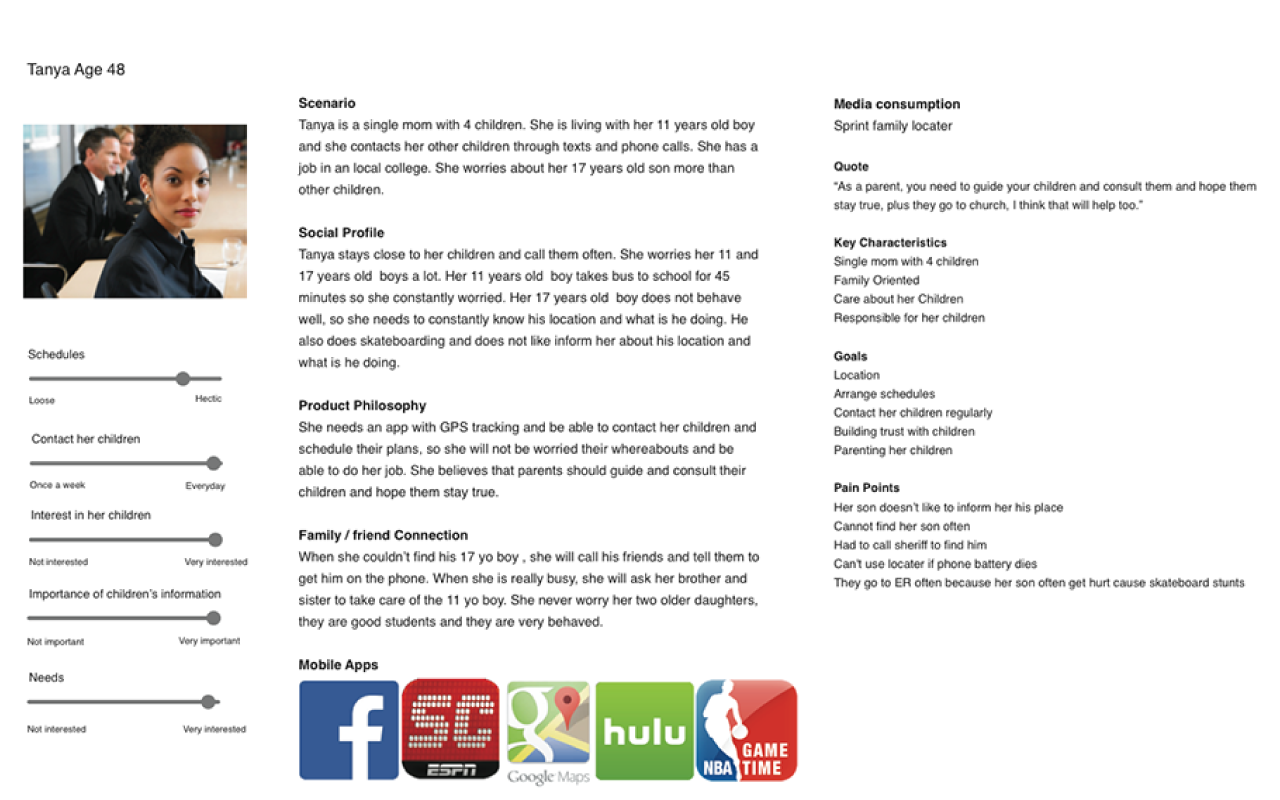 Tanya Age 48
Schedules
Loose
Hectic
Contact her children
Once a week
Everyday
Interest in her children
Not interested
Very interested
Importance of children's information
Not important
Very important
Needs
Not interested
Very interested
Scenario
Tanya is a single mom with 4 children. She is living with her 11 years old boy
and she contacts her other children through texts and phone calls. She has a
job in an local college. She worries about her 17 years old son more than
other children.
Social Profile
Tanya stays close to her children and call them often. She worries her 11 and
17 years old  boys a lot. Her 11 years old  boy takes bus to school for 45
minutes so she constantly worried. Her 17 years old  boy does not behave
well, so she needs to constantly know his location and what is he doing. He
also does skateboarding and does not like inform her about his location and
what is he doing.
Product Philosophy
She needs an app with GPS tracking and be able to contact her children and
schedule their plans, so she will not be worried their whereabouts and be
able to do her job. She believes that parents should guide and consult their
children and hope them stay true.
Family / friend Connection
When she couldn't find his 17 yo boy , she will call his friends and tell them to
get him on the phone. When she is really busy, she will ask her brother and
sister to take care of the 11 yo boy. She never worry her two older daughters,
they are good students and they are very behaved.
Mobile Apps
f
SC
ESPN
g
Google Maps
hulu
NBA
GAME
TIME
Media consumption
Sprint family locater
Quote
“As a parent, you need to guide your children and consult them and hope them
stay true, plus they go to church, I think that will help too.”
Key Characteristics
Single mom with 4 children
Family Oriented
Care about her Children
Responsible for her children
Goals
Location
Arrange schedules
Contact her children regularly
Building trust with children
Parenting her children
Pain Points
Her son doesn't like to inform her his place
Cannot find her son often
Had to call sheriff to find him
Can't use locater if phone battery dies
They go to ER often because her son often get hurt cause skateboard stunts